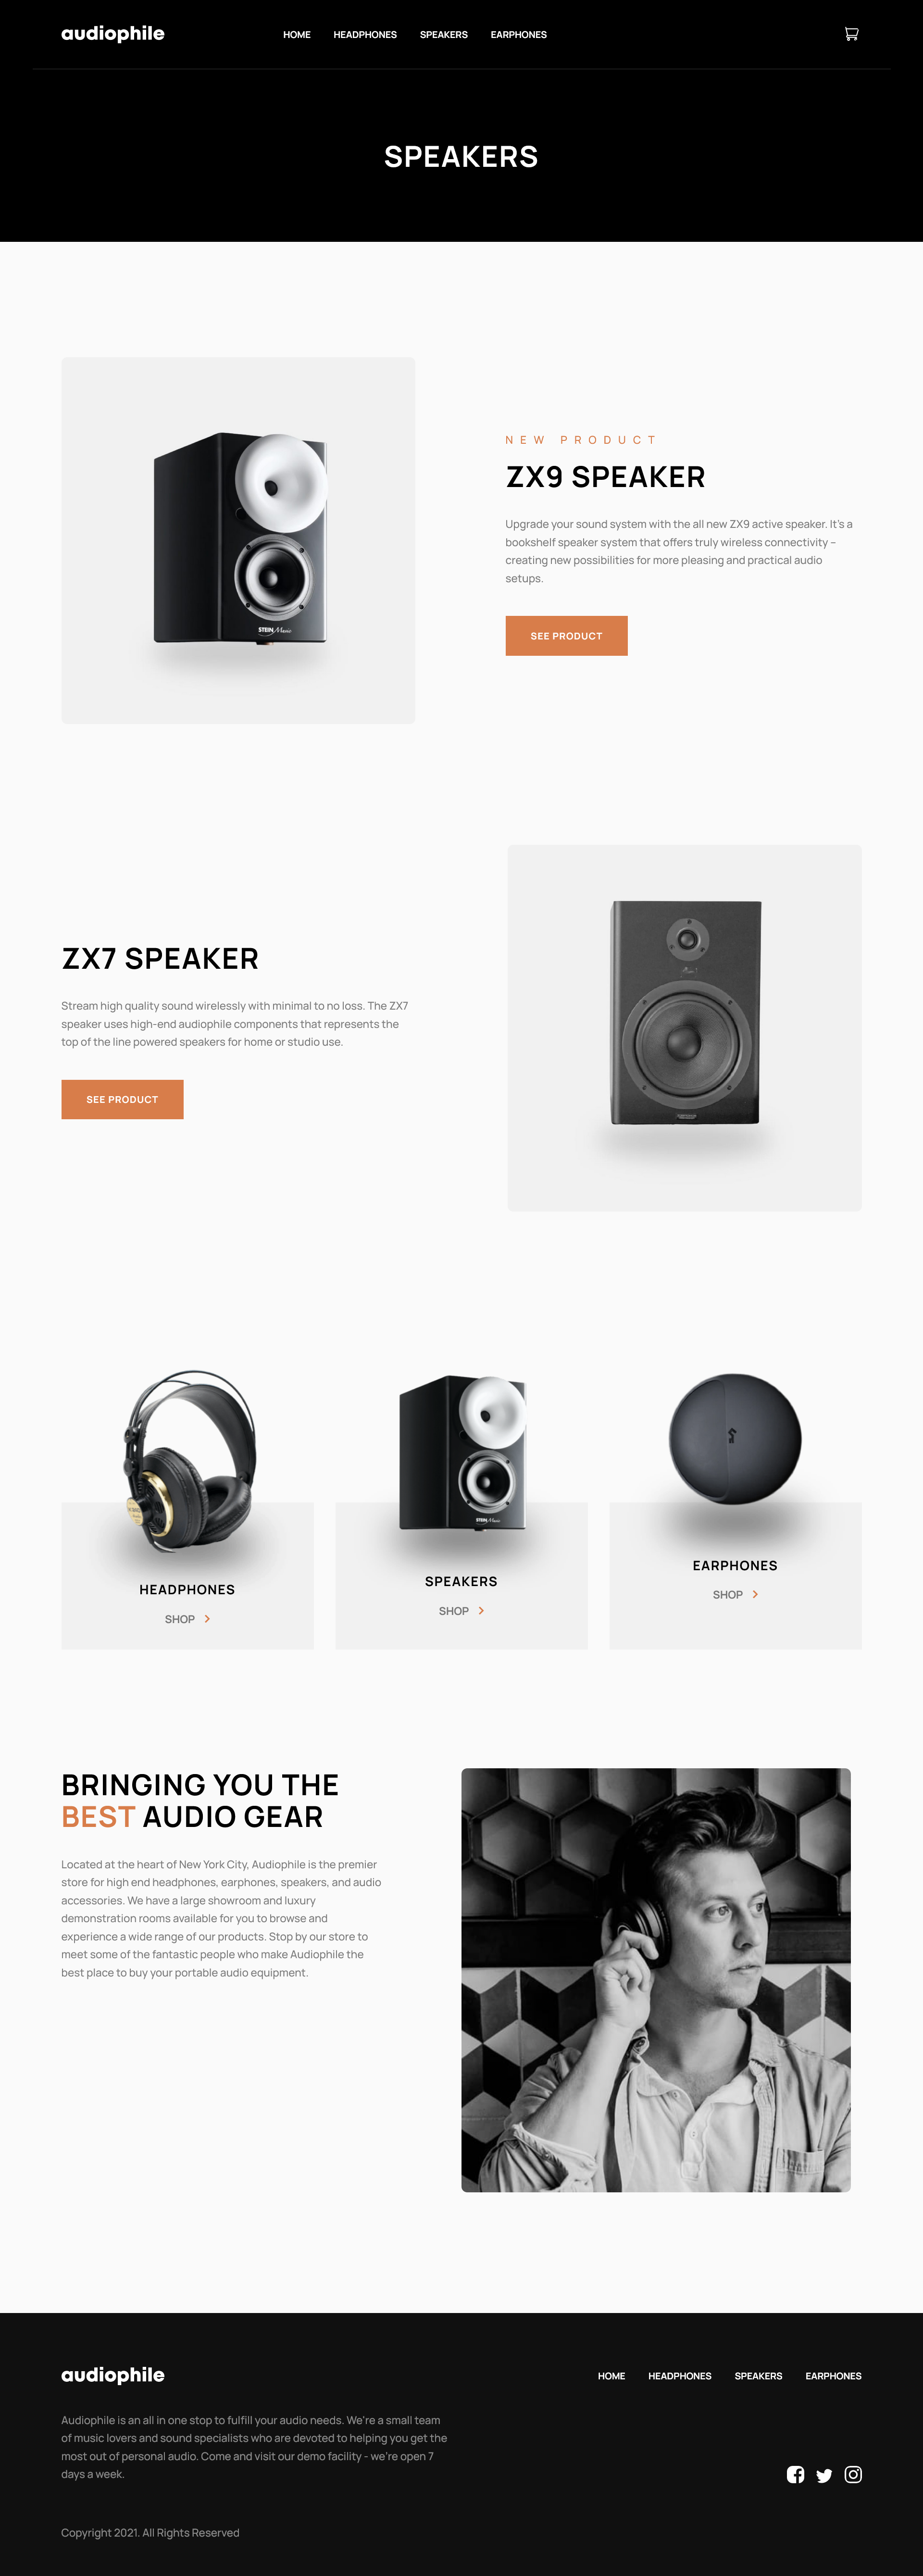 audiophile
HOME HEADPHONES SPEAKERS EARPHONES
SPEAKERS
STEIN Music
NEW PRODUCT
ZX9 SPEAKER
Upgrade your sound system with the all new ZX9 active speaker. It's a
bookshelf speaker system that offers truly wireless connectivity –
creating new possibilities for more pleasing and practical audio
setups.
SEE PRODUCT
ZX7 SPEAKER
Stream high quality sound wirelessly with minimal to no loss. The ZX7
speaker uses high-end audiophile components that represents the
top of the line powered speakers for home or studio use.
SEE PRODUCT
HEADPHONES
SHOP
STEIN Music
SPEAKERS
SHOP
EARPHONES
SHOP
BRINGING YOU THE
BEST AUDIO GEAR
Located at the heart of New York City, Audiophile is the premier
store for high end headphones, earphones, speakers, and audio
accessories. We have a large showroom and luxury
demonstration rooms available for you to browse and
experience a wide range of our products. Stop by our store to
meet some of the fantastic people who make Audiophile the
best place to buy your portable audio equipment.
audiophile
HOME HEADPHONES SPEAKERS EARPHONES
Audiophile is an all in one stop to fulfill your audio needs. We're a small team
of music lovers and sound specialists who are devoted to helping you get the
most out of personal audio. Come and visit our demo facility - we're open 7
days a week.
Copyright 2021. All Rights Reserved